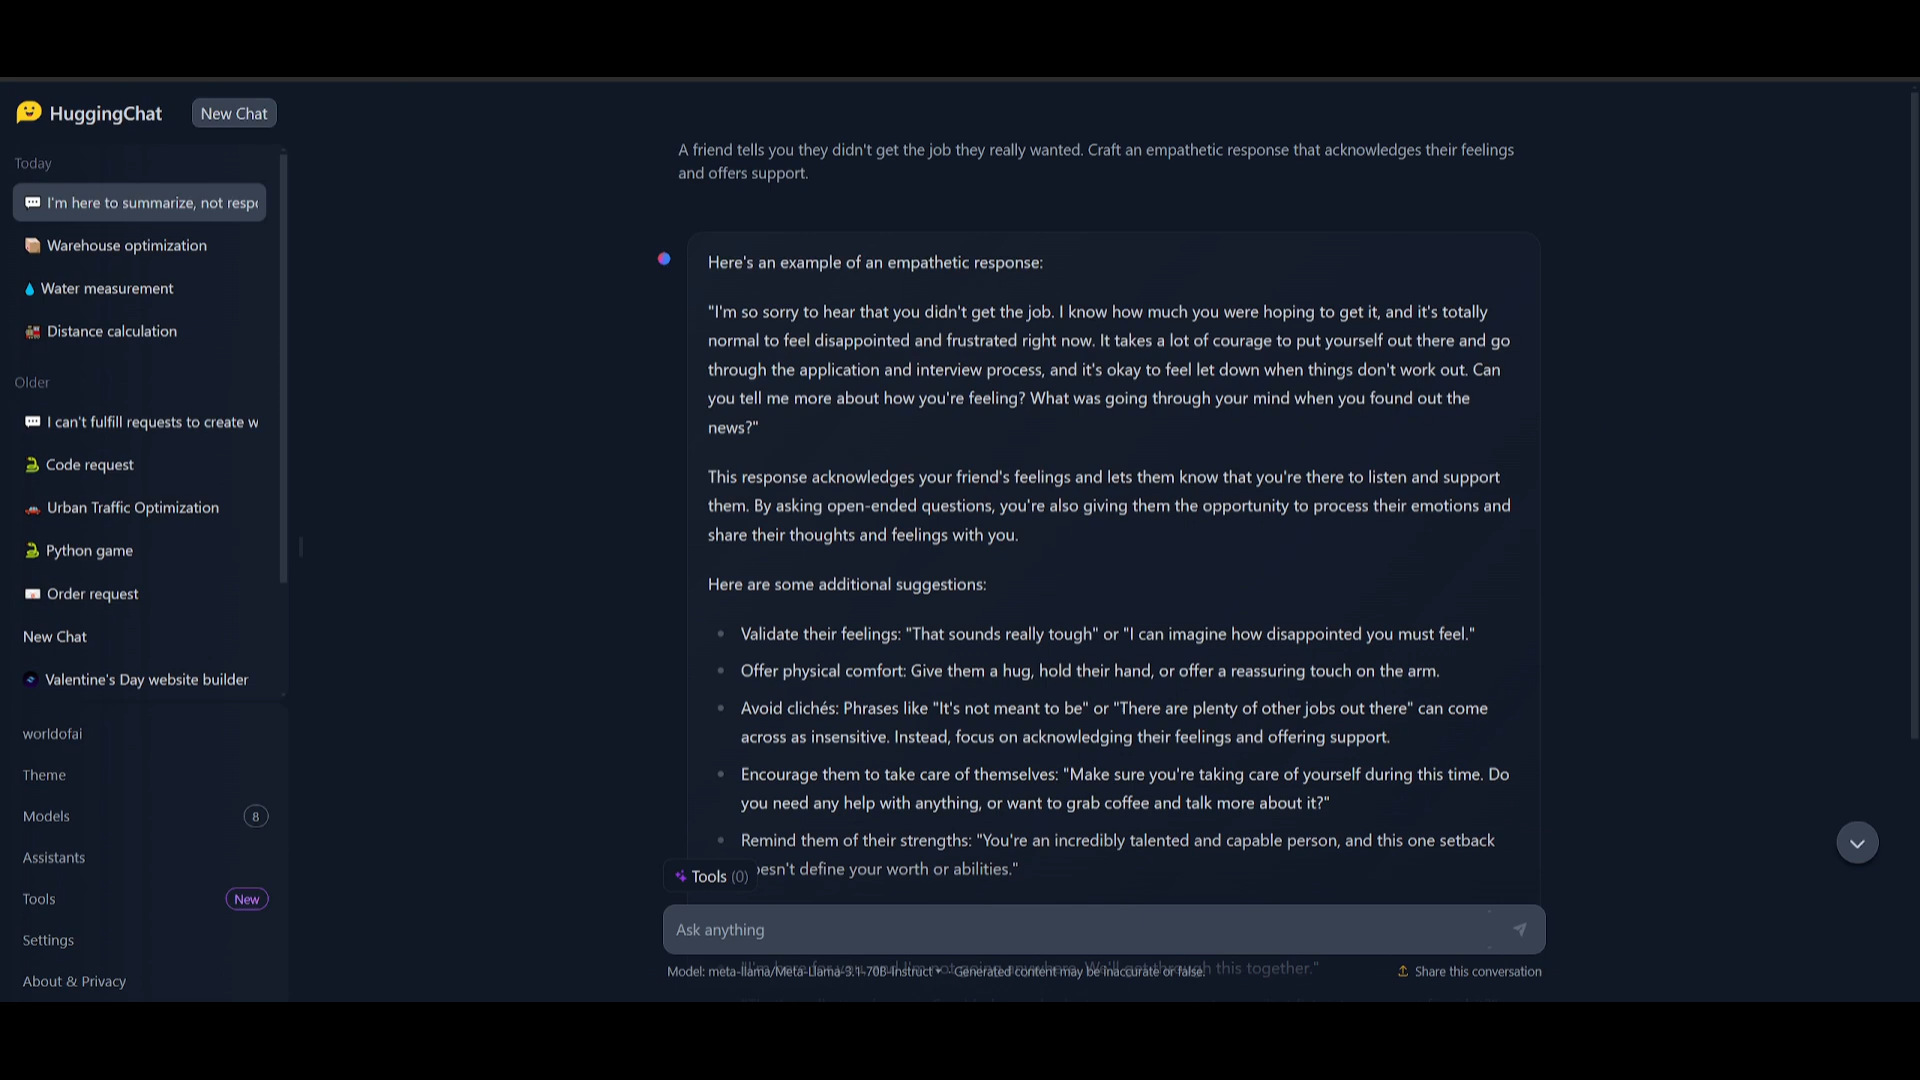 HuggingChat
New Chat
Today
I'm here to summarize, not respo
Warehouse optimization
Water measurement
Distance calculation
Older
I can't fulfill requests to create w
Code request
Urban Traffic Optimization
Python game
Order request
New Chat
Valentine's Day website builder
worldofai
Theme
Models 8
Assistants
Tools New
Settings
About & Privacy
A friend tells you they didn't get the job they really wanted. Craft an empathetic response that acknowledges their feelings
and offers support.
Here's an example of an empathetic response:
"I'm so sorry to hear that you didn't get the job. I know how much you were hoping to get it, and it's totally
normal to feel disappointed and frustrated right now. It takes a lot of courage to put yourself out there and go
through the application and interview process, and it's okay to feel let down when things don't work out. Can
you tell me more about how you're feeling? What was going through your mind when you found out the
news?"
This response acknowledges your friend's feelings and lets them know that you're there to listen and support
them. By asking open-ended questions, you're also giving them the opportunity to process their emotions and
share their thoughts and feelings with you.
Here are some additional suggestions:
Validate their feelings: "That sounds really tough" or "I can imagine how disappointed you must feel."
Offer physical comfort: Give them a hug, hold their hand, or offer a reassuring touch on the arm.
Avoid clichés: Phrases like "It's not meant to be" or "There are plenty of other jobs out there" can come
across as insensitive. Instead, focus on acknowledging their feelings and offering support.
Encourage them to take care of themselves: "Make sure you're taking care of yourself during this time. Do
you need any help with anything, or want to grab coffee and talk more about it?"
Remind them of their strengths: "You're an incredibly talented and capable person, and this one setback
oesn't define your worth or abilities."
Tools (0)
Ask anything
"I'm here for you, and I'm not going anywhere. We'll get through this together."
Model: meta-llama/Meta-Llama-3.1-70B-Instruct · Generated content may be inaccurate or false.
Share this conversation